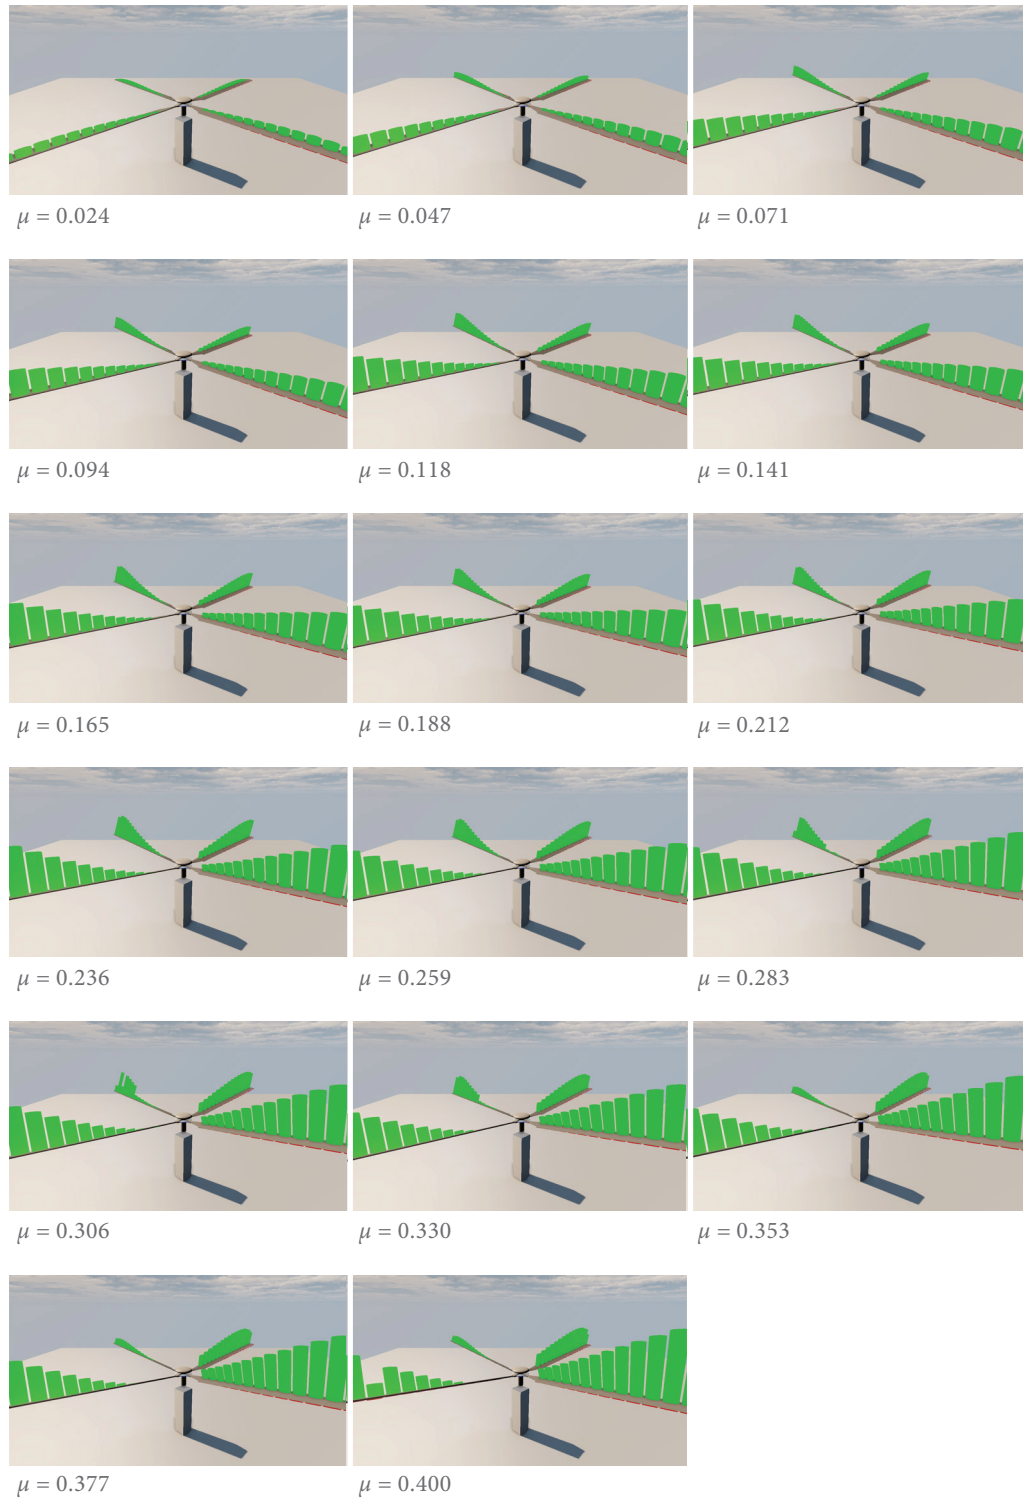 μ = 0.024
μ = 0.047
μ = 0.071
μ = 0.094
μ = 0.118
μ = 0.141
μ = 0.165
μ = 0.188
μ = 0.212
μ = 0.236
μ = 0.259
μ = 0.283
μ = 0.306
μ = 0.330
μ = 0.353
μ = 0.377
μ = 0.400